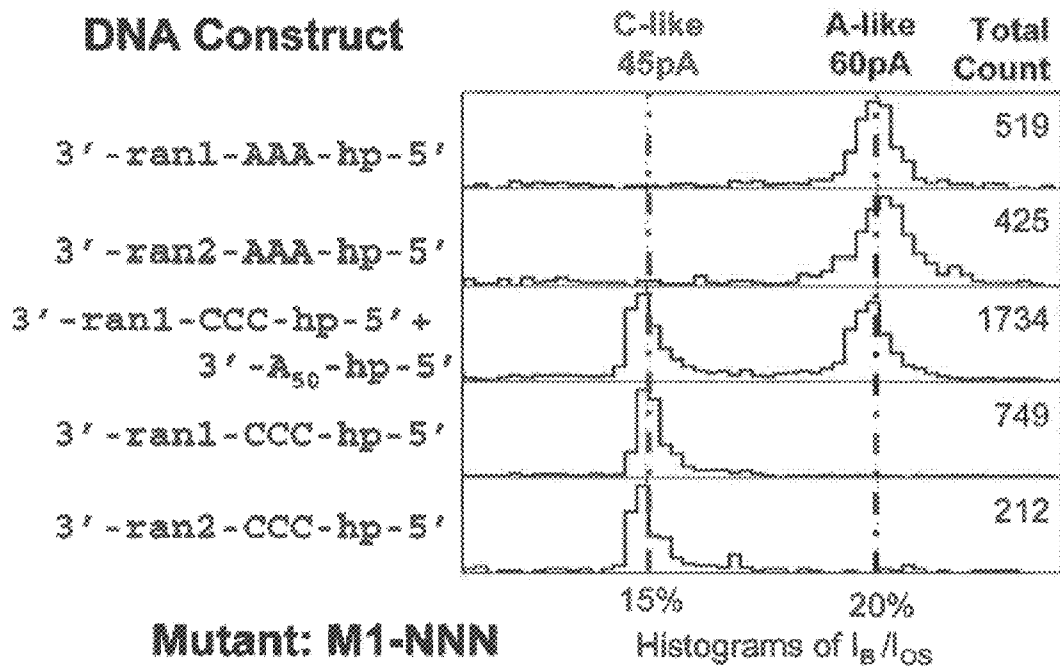 DNA Construct
C-like
45pA
A-like
60pA
Total
Count
3'-ran1-AAA-hp-5'
519
3'-ran2-AAA-hp-5'
425
3'-ran1-CCC-hp-5'+
3'-A50-hp-5'
1734
3'-ran1-CCC-hp-5'
749
3'-ran2-CCC-hp-5'
212
15%
20%
Mutant: M1-NNN
Histograms of IB/IOS